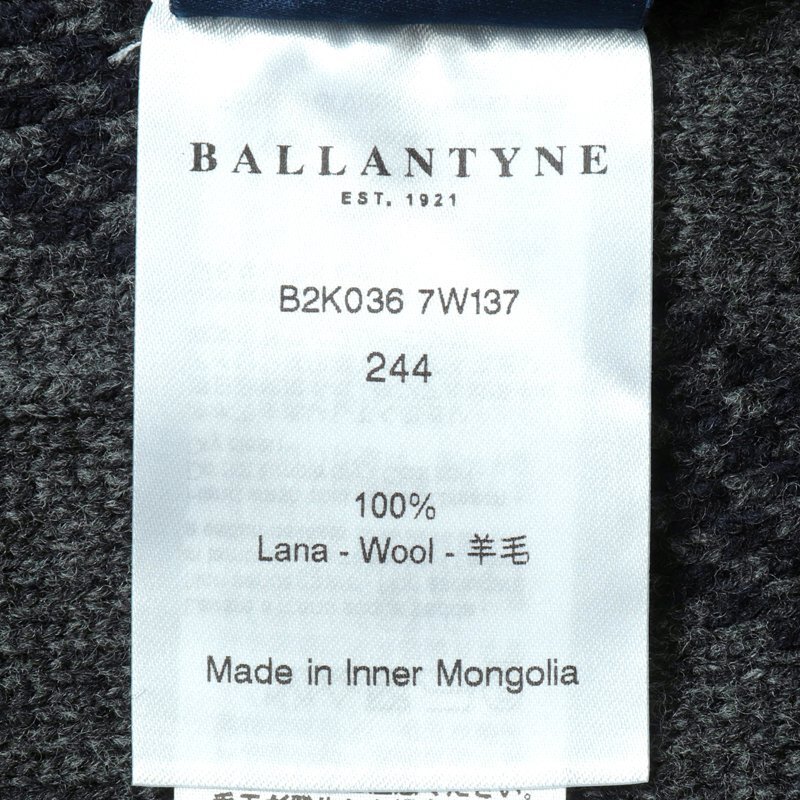 BALLANTYNE
EST. 1921
B2K036 7W137
244
100%
Lana - Wool - 羊毛
Made in Inner Mongolia